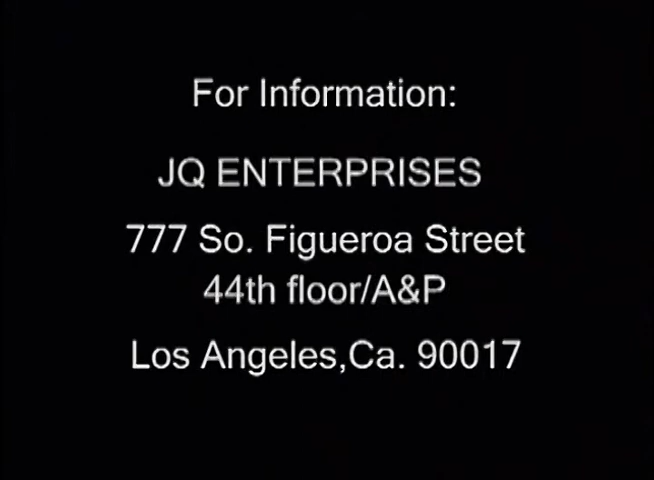 For Information:
JQ ENTERPRISES
777 So. Figueroa Street
44th floor/A&P
Los Angeles,Ca. 90017